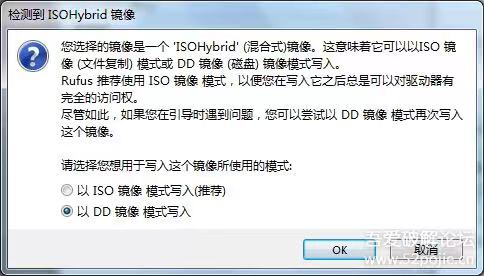 检测到 ISOHybrid 镜像
您选择的镜像是一个 'ISOHybrid' (混合式)镜像。这意味着它可以以ISO 镜
像 (文件复制) 模式或 DD 镜像 (磁盘) 镜像模式写入。
Rufus 推荐使用 ISO 镜像 模式，以便您在写入它之后总是可以对驱动器有
完全的访问权。
尽管如此，如果您在引导时遇到问题，您可以尝试以 DD 镜像 模式再次写入
这个镜像。
请选择您想用于写入这个镜像所使用的模式:
以 ISO 镜像 模式写入(推荐)
以 DD 镜像 模式写入
OK
取消
吾爱破解论坛
www.52pojie.cn